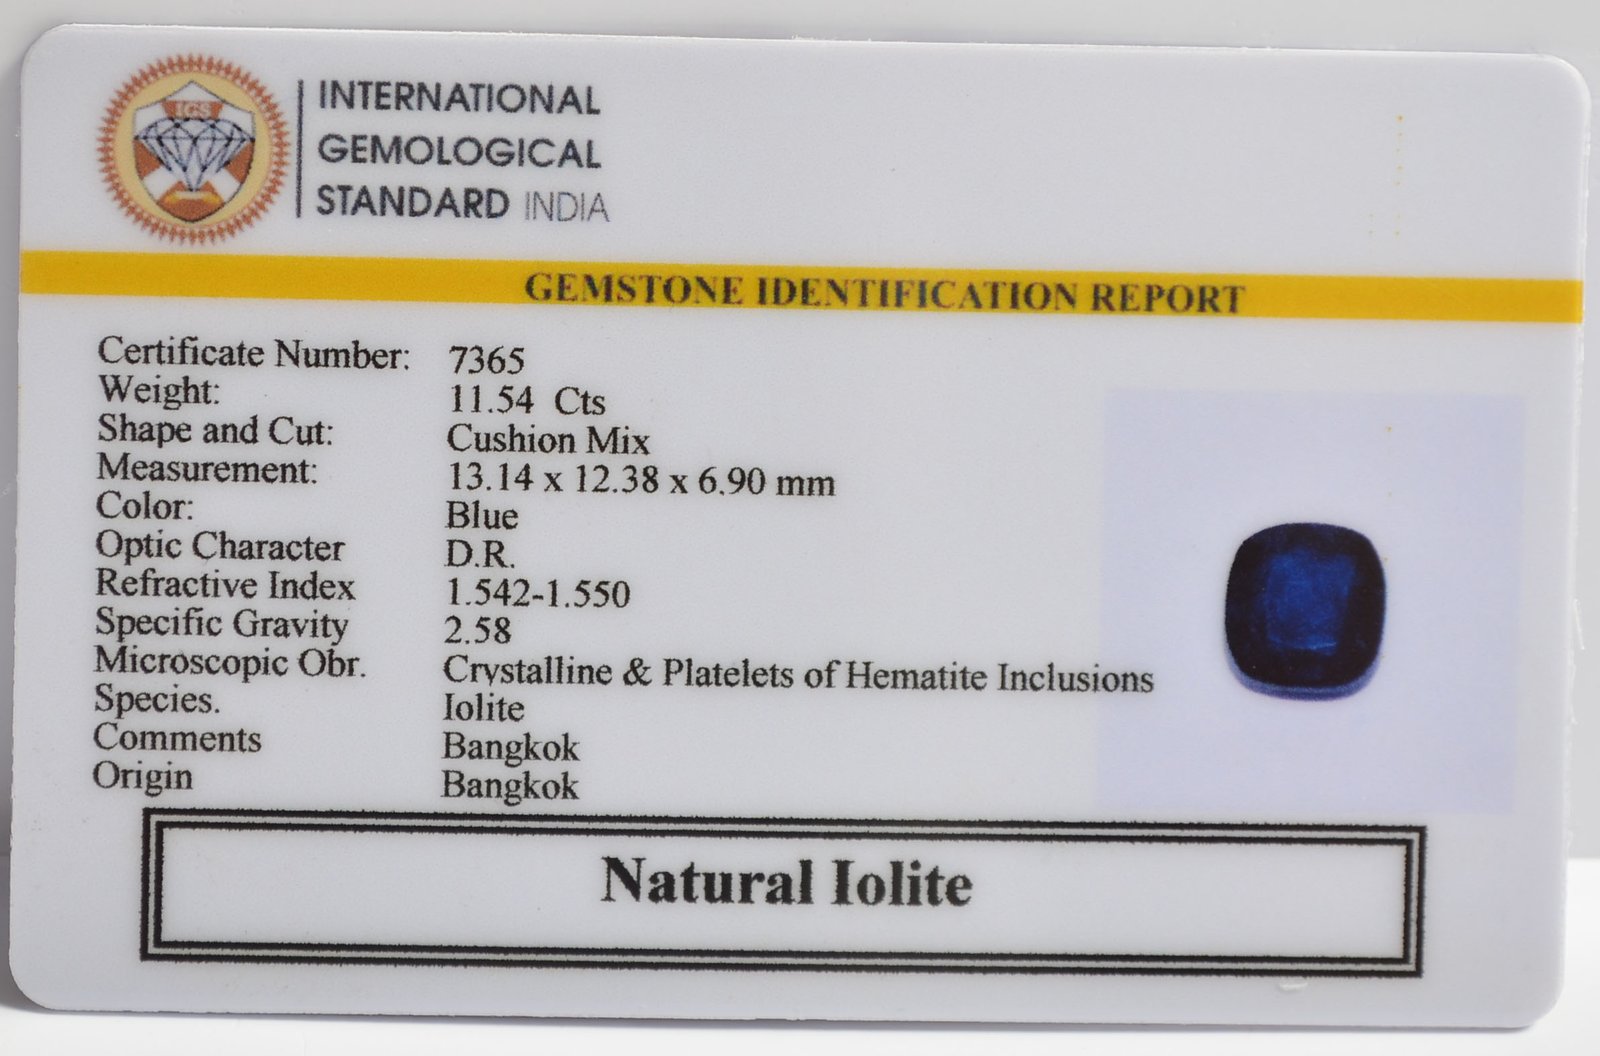 IGS
INTERNATIONAL
GEMOLOGICAL
STANDARD INDIA
GEMSTONE IDENTIFICATION REPORT
Certificate Number: 7365
Weight: 11.54 Cts
Shape and Cut: Cushion Mix
Measurement: 13.14 x 12.38 x 6.90 mm
Color: Blue
Optic Character D.R.
Refractive Index 1.542-1.550
Specific Gravity 2.58
Microscopic Obr. Crystalline & Platelets of Hematite Inclusions
Species. Iolite
Comments Bangkok
Origin Bangkok
Natural Iolite